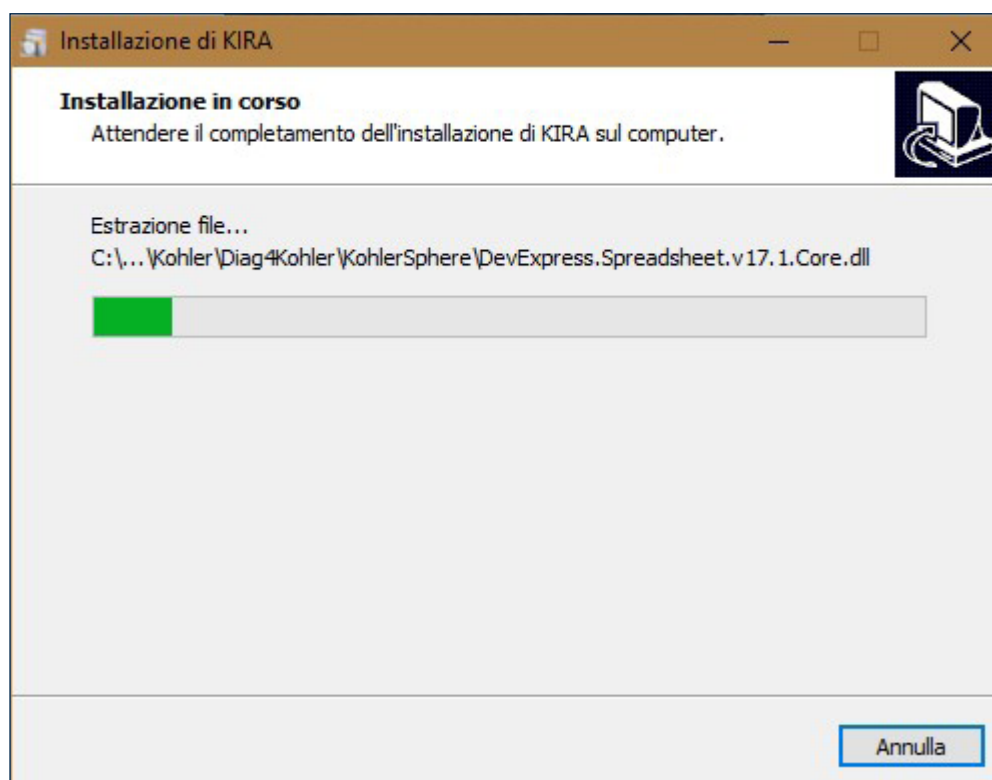 Installazione di KIRA
Installazione in corso
Attendere il completamento dell'installazione di KIRA sul computer.
Estrazione file...
C:\...\Kohler\Diag4Kohler\KohlerSphere\DevExpress.Spreadsheet.v17.1.Core.dll
Annulla